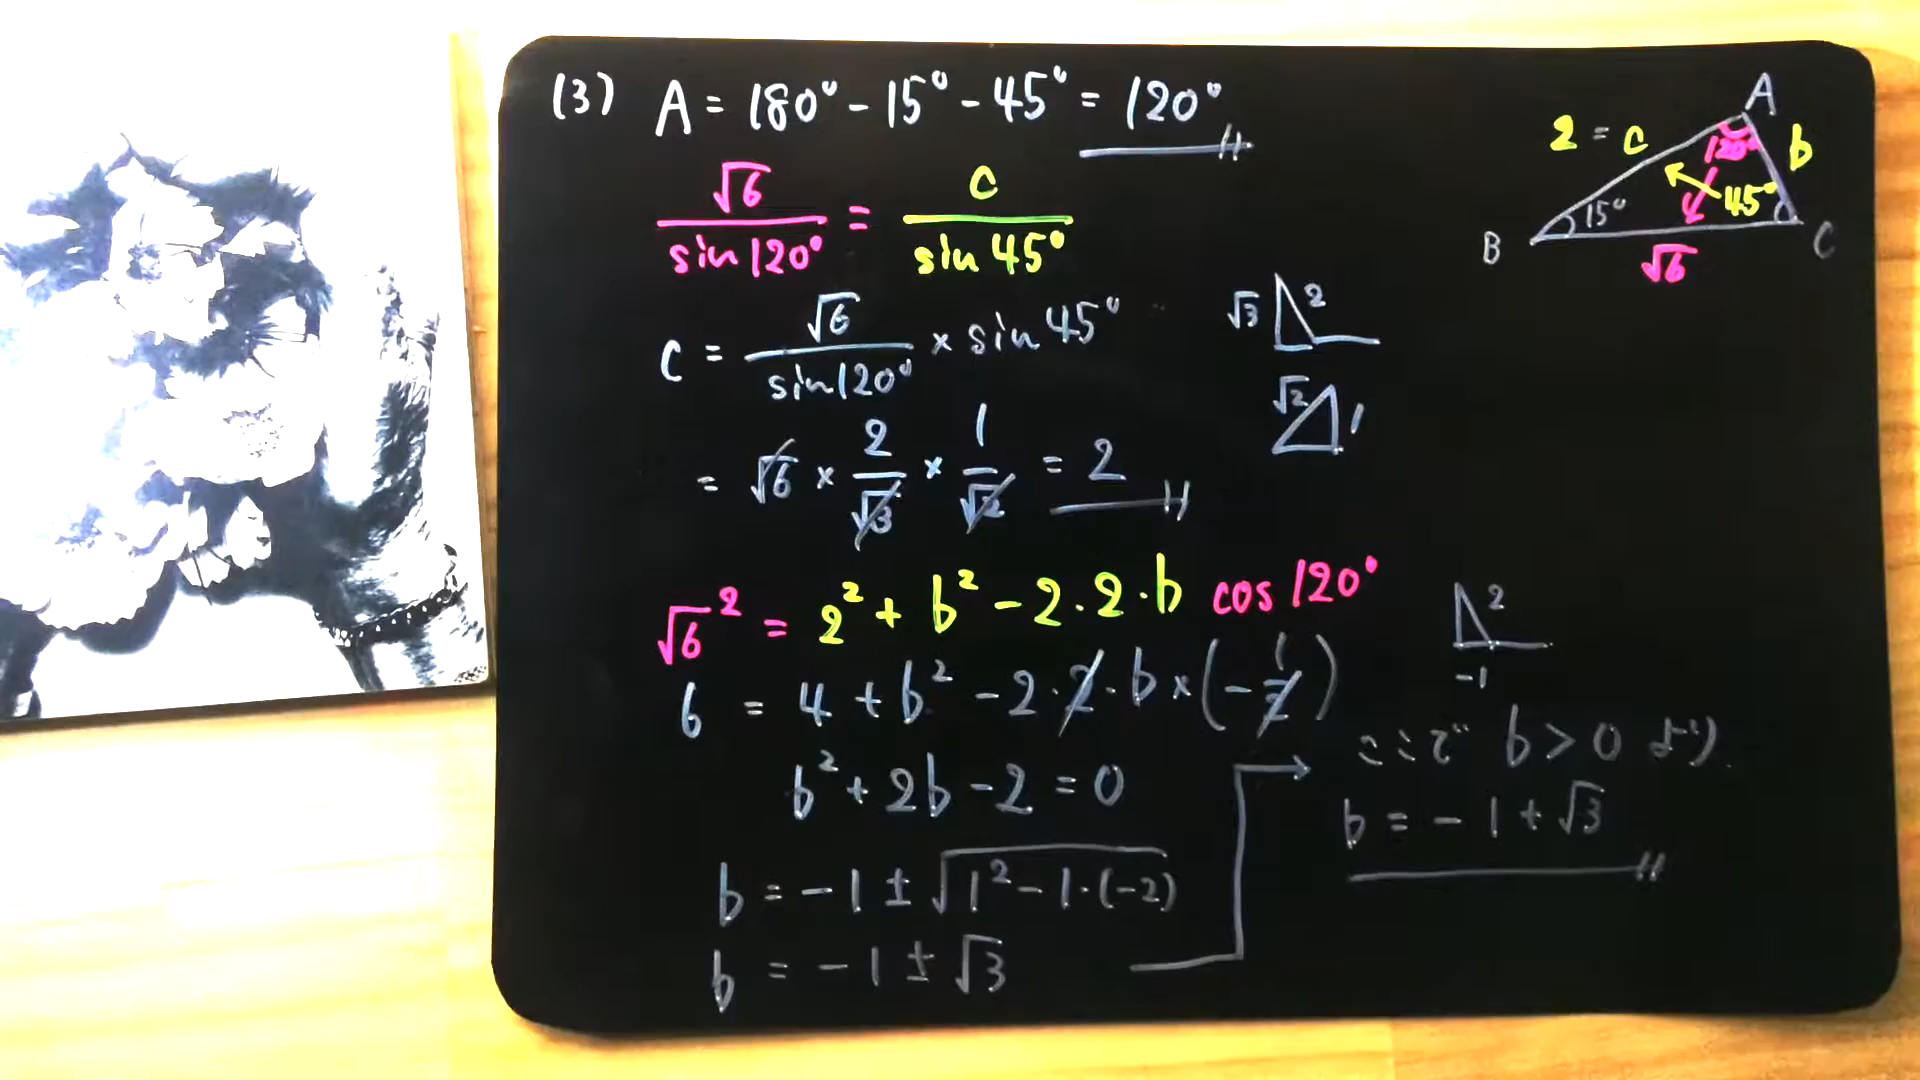 (3) A = 180° - 15° - 45° = 120°
√6/sin120° = c/sin45°
c = √6/sin120° × sin45°
= √6 × 2/√3 × 1/√2 = 2
√6² = 2² + b² - 2·2·b cos120°
6 = 4 + b² - 2·2·b×(-1/2)
b² + 2b - 2 = 0
b = -1 ± √1² - 1·(-2)
b = -1 ± √3
A
2 = c
120°
b
15°
45°
B
C
√6
√3 2
√2 1
2
-1
ここで b > 0 より
b = -1 + √3